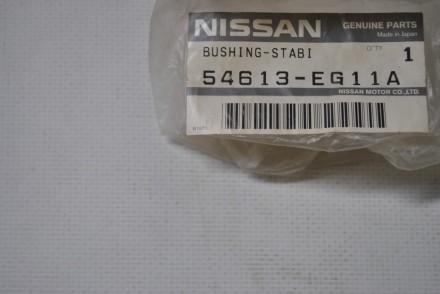 NISSAN GENUINE PARTS
Made in Japan
BUSHING-STABI Q'TY 1
54613-EG11A
NISSAN MOTOR CO.,LTD.